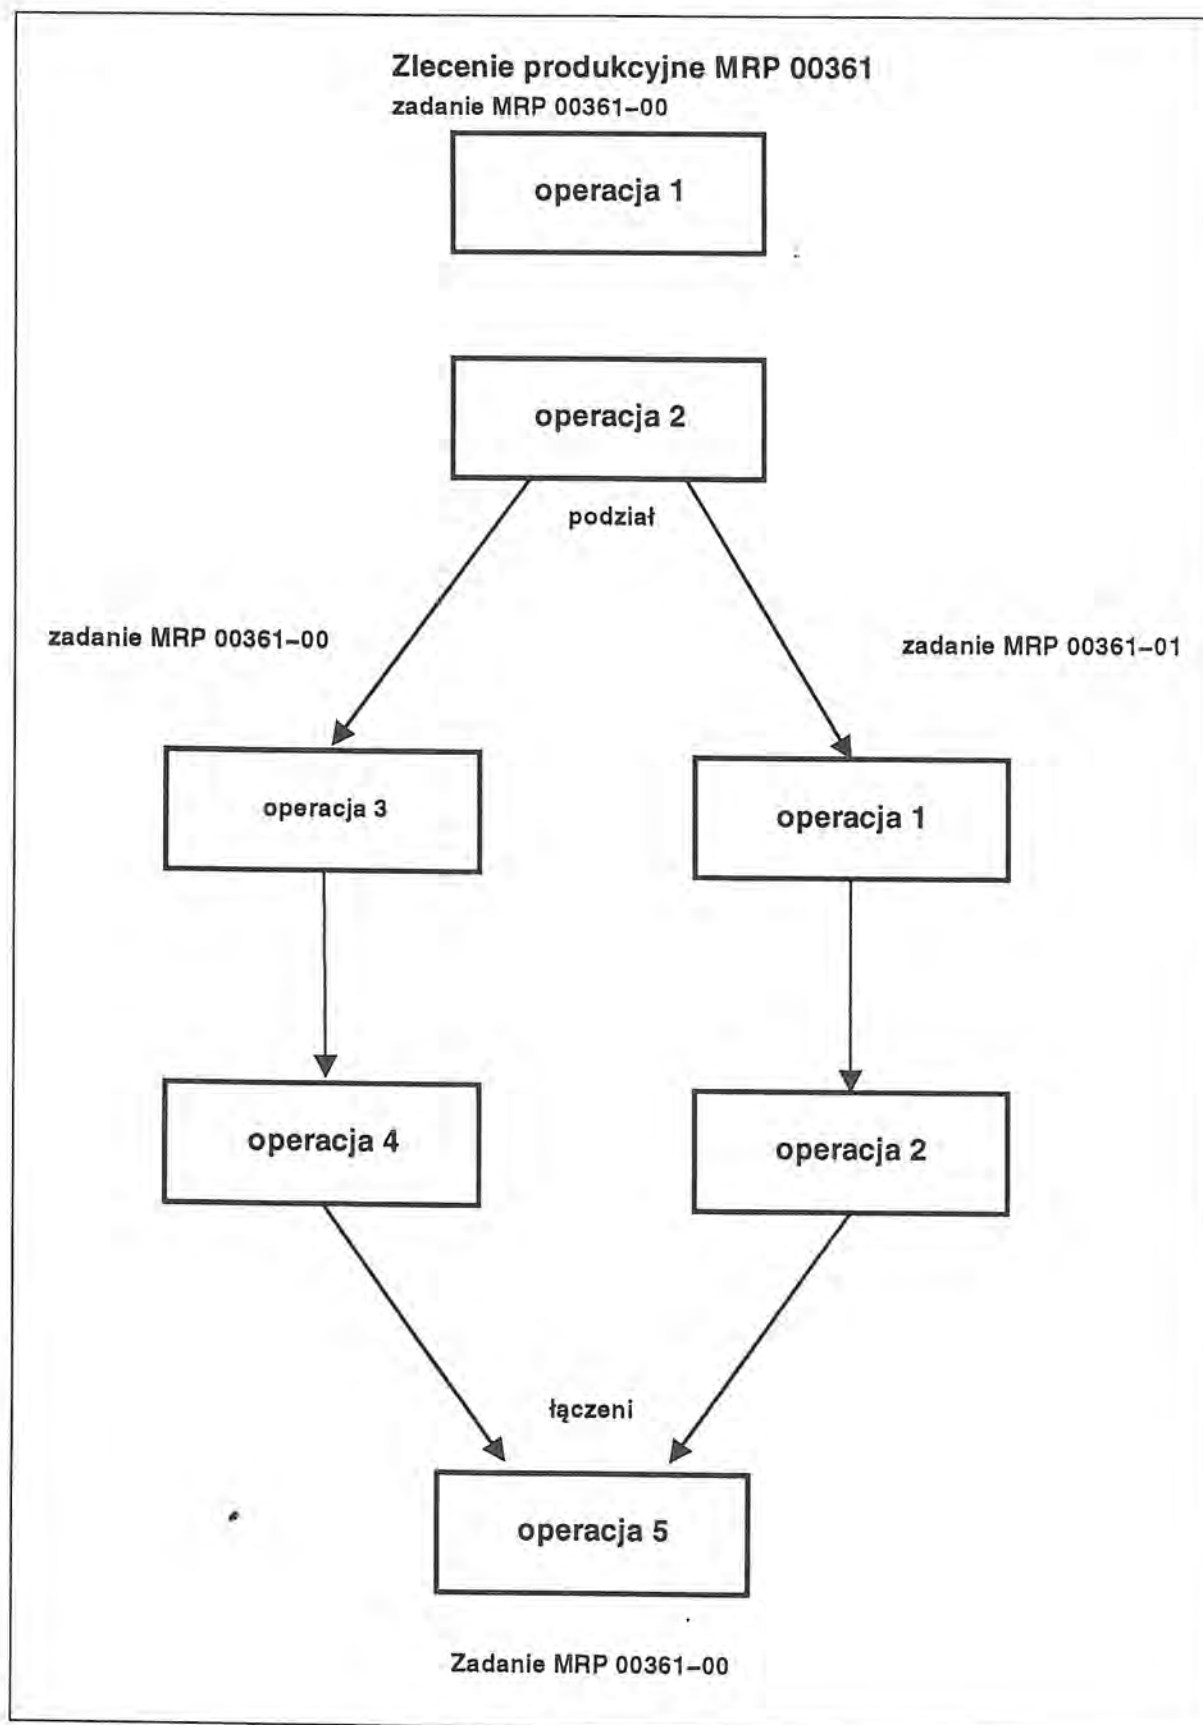 Zlecenie produkcyjne MRP 00361
zadanie MRP 00361–00
operacja 1
operacja 2
podział
zadanie MRP 00361–00
zadanie MRP 00361–01
operacja 3
operacja 1
operacja 4
operacja 2
łączeni
operacja 5
Zadanie MRP 00361–00